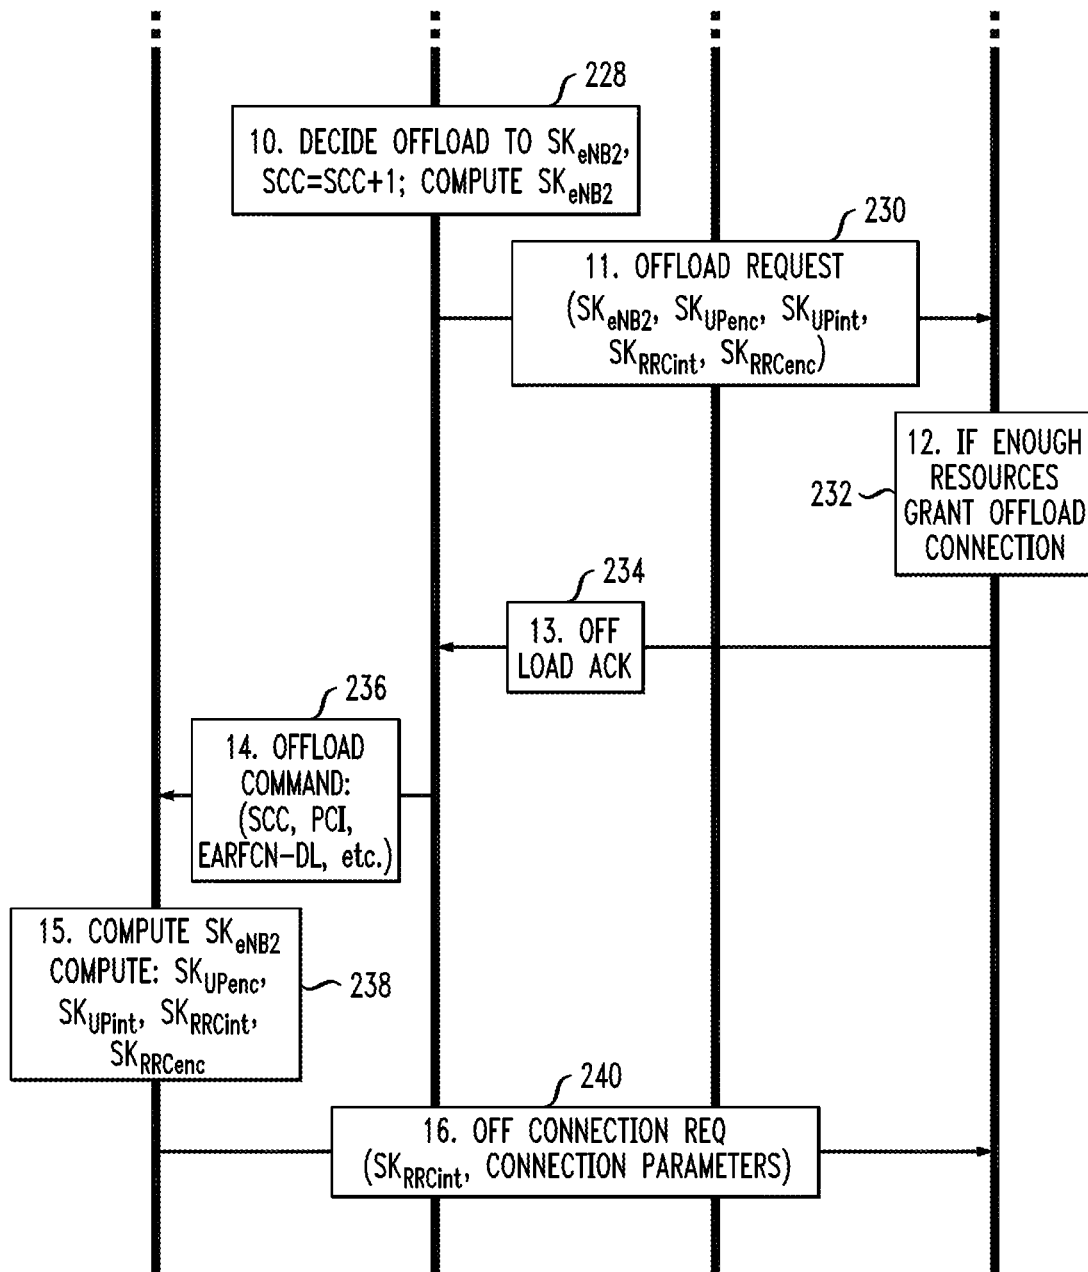 228
10. DECIDE OFFLOAD TO SKeNB2,
SCC=SCC+1; COMPUTE SKeNB2
230
11. OFFLOAD REQUEST
(SKeNB2, SKUPenc, SKUPint,
SKRRCint, SKRRCenc)
12. IF ENOUGH
RESOURCES
GRANT OFFLOAD
CONNECTION
232
234
13. OFF
LOAD ACK
236
14. OFFLOAD
COMMAND:
(SCC, PCI,
EARFCN-DL, etc.)
15. COMPUTE SKeNB2
COMPUTE: SKUPenc,
SKUPint, SKRRCint,
SKRRCenc
238
240
16. OFF CONNECTION REQ
(SKRRCint, CONNECTION PARAMETERS)